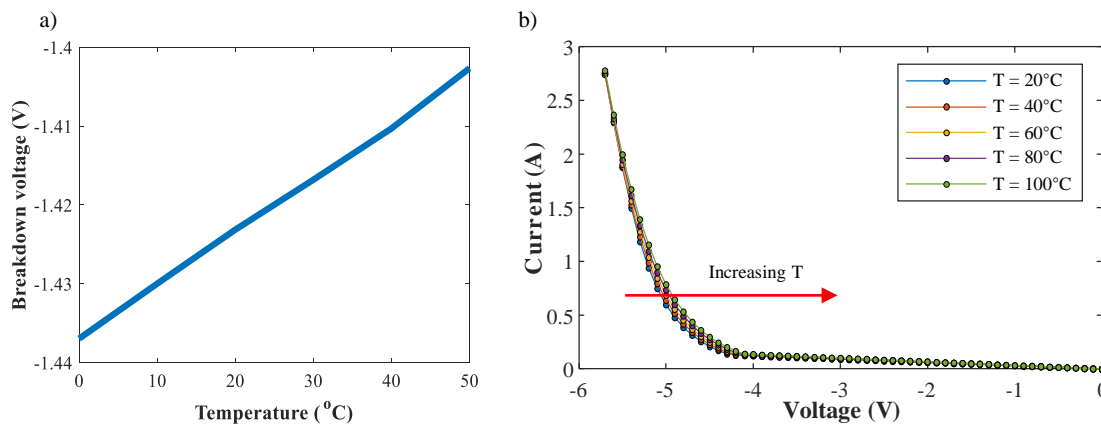 a)
-1.4
-1.41
-1.42
-1.43
-1.44
Breakdown voltage (V)
0
10
20
30
40
50
Temperature (°C)
b)
3
2.5
2
1.5
1
0.5
0
Current (A)
T = 20°C
T = 40°C
T = 60°C
T = 80°C
T = 100°C
Increasing T
-6
-5
-4
-3
-2
-1
0
Voltage (V)